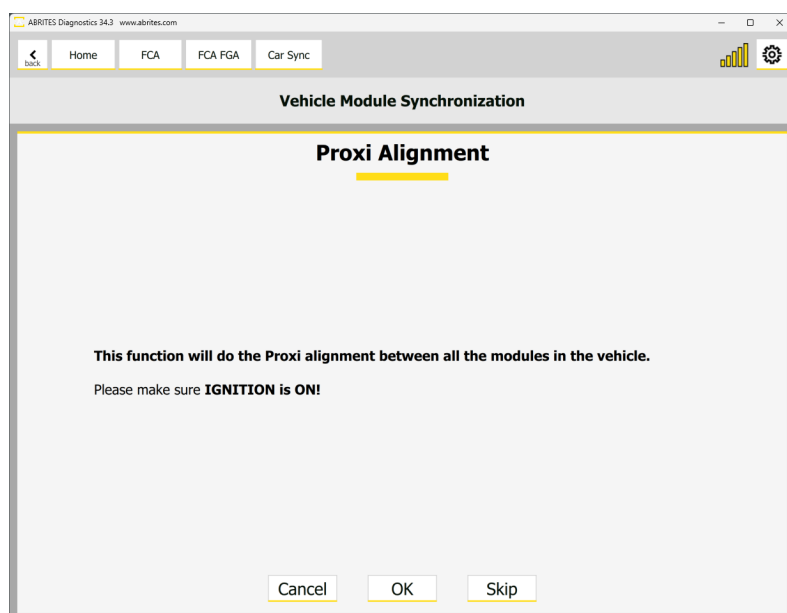 ABRITES Diagnostics 34.3 www.abrites.com
back Home FCA FCA FGA Car Sync
Vehicle Module Synchronization
Proxi Alignment
This function will do the Proxi alignment between all the modules in the vehicle.
Please make sure IGNITION is ON!
Cancel OK Skip